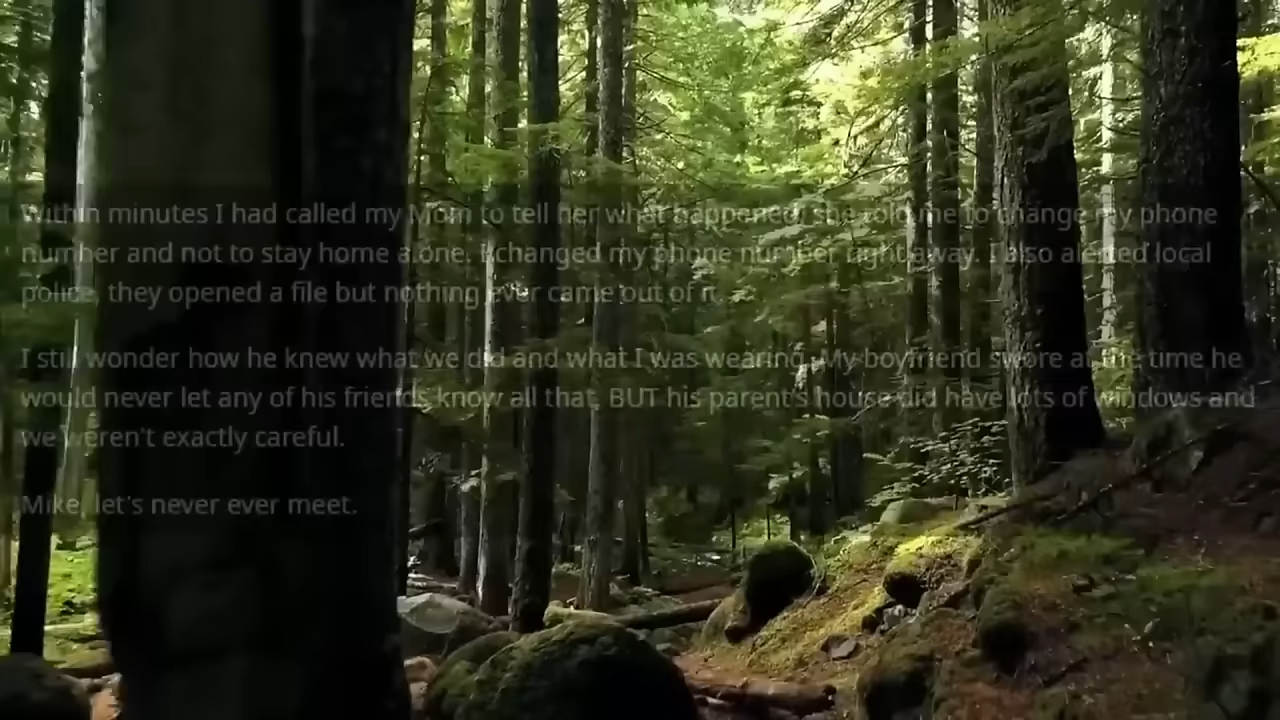 Within minutes I had called my Mom to tell her what happened, she told me to change my phone
number and not to stay home alone. I changed my phone number right away. I also alerted local
police, they opened a file but nothing ever came out of it.
I still wonder how he knew what we did and what I was wearing. My boyfriend swore at the time he
would never let any of his friends know all that. BUT his parent's house did have lots of windows and
we weren't exactly careful.
Mike, let's never ever meet.